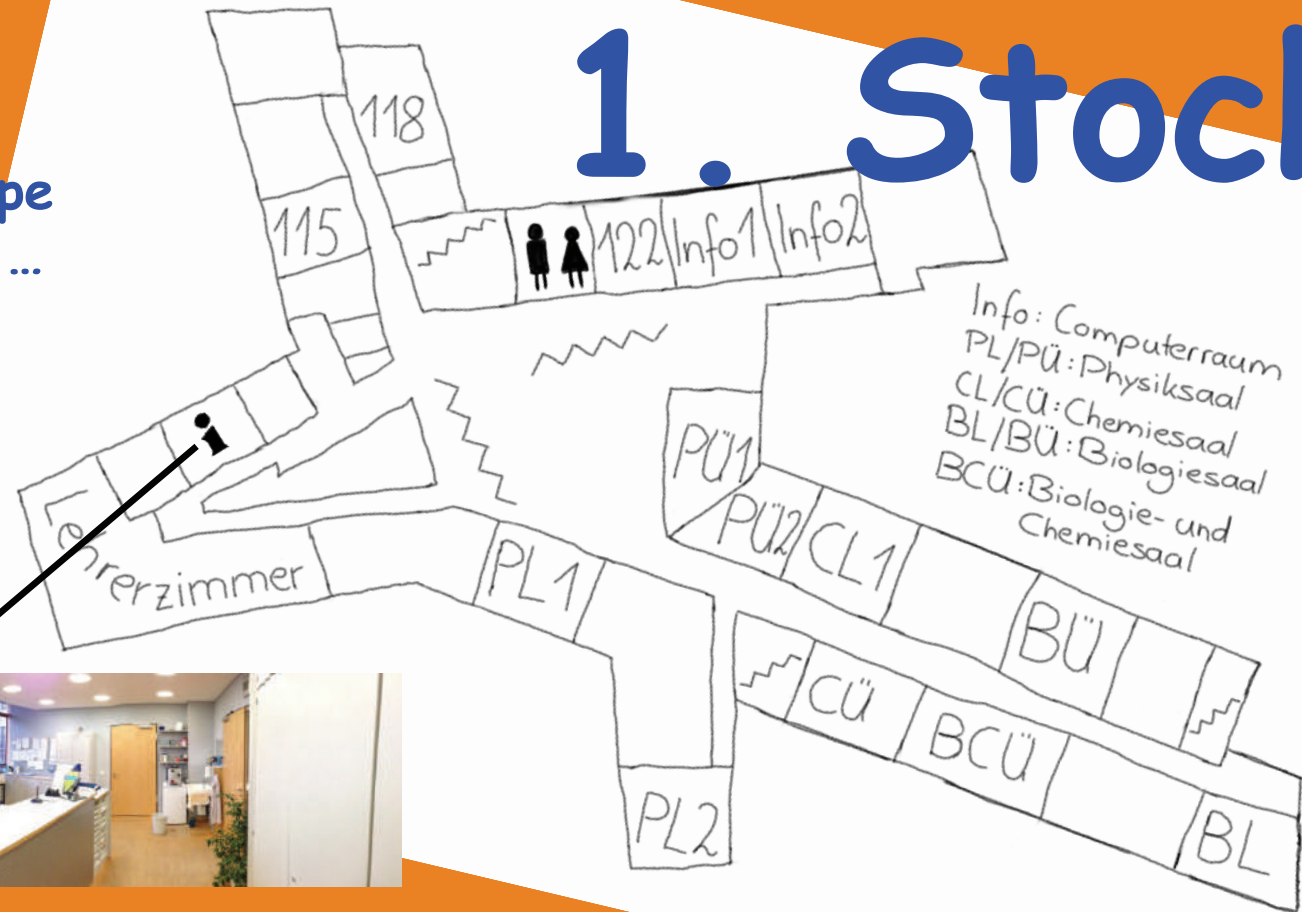 1. Stoc
pe
...
118
115
122 Info1 Info2
Info: Computerraum
PL/PÜ: Physiksaal
CL/CÜ: Chemiesaal
BL/BÜ: Biologiesaal
BCÜ: Biologie- und
Chemiesaal
PÜ1
PÜ2 CL1
BÜ
Lehrerzimmer
PL1
CÜ
BCÜ
PL2
BL